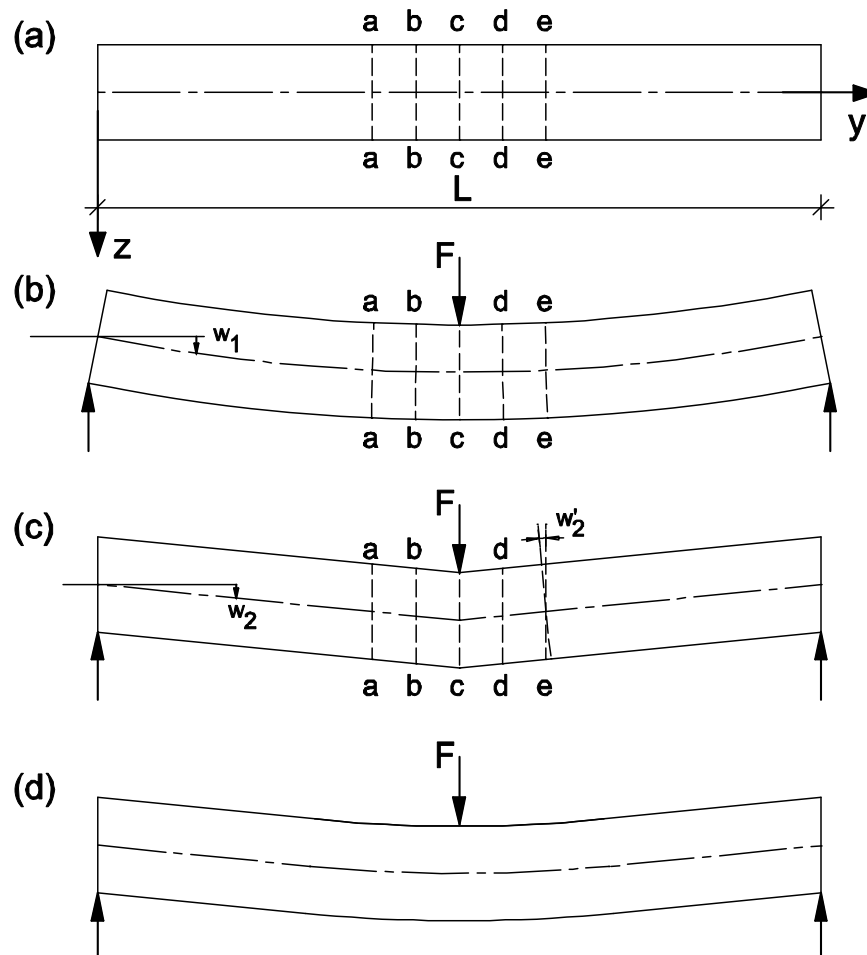 (a)
a b c d e
y
a b c d e
L
z
(b)
F
a b d e
w1
a b c d e
(c)
F
w'2
a b d
w2
a b c d e
(d)
F